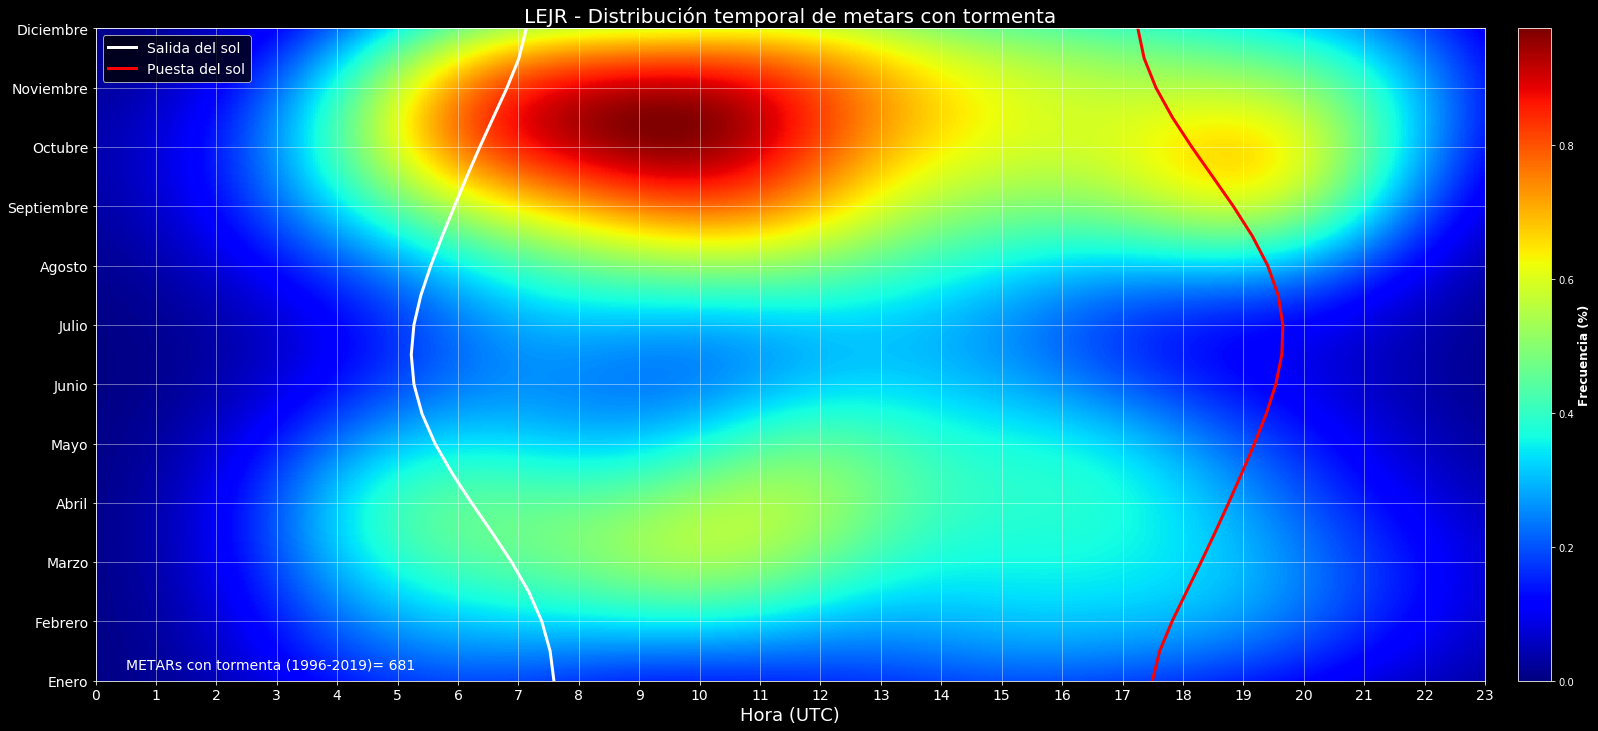 LEJR - Distribución temporal de metars con tormenta
Salida del sol
Puesta del sol
Diciembre
Noviembre
Octubre
Septiembre
Agosto
Julio
Junio
Mayo
Abril
Marzo
Febrero
Enero
METARs con tormenta (1996-2019)= 681
0 1 2 3 4 5 6 7 8 9 10 11 12 13 14 15 16 17 18 19 20 21 22 23
Hora (UTC)
0.8
0.6
0.4
0.2
0.0
Frecuencia (%)